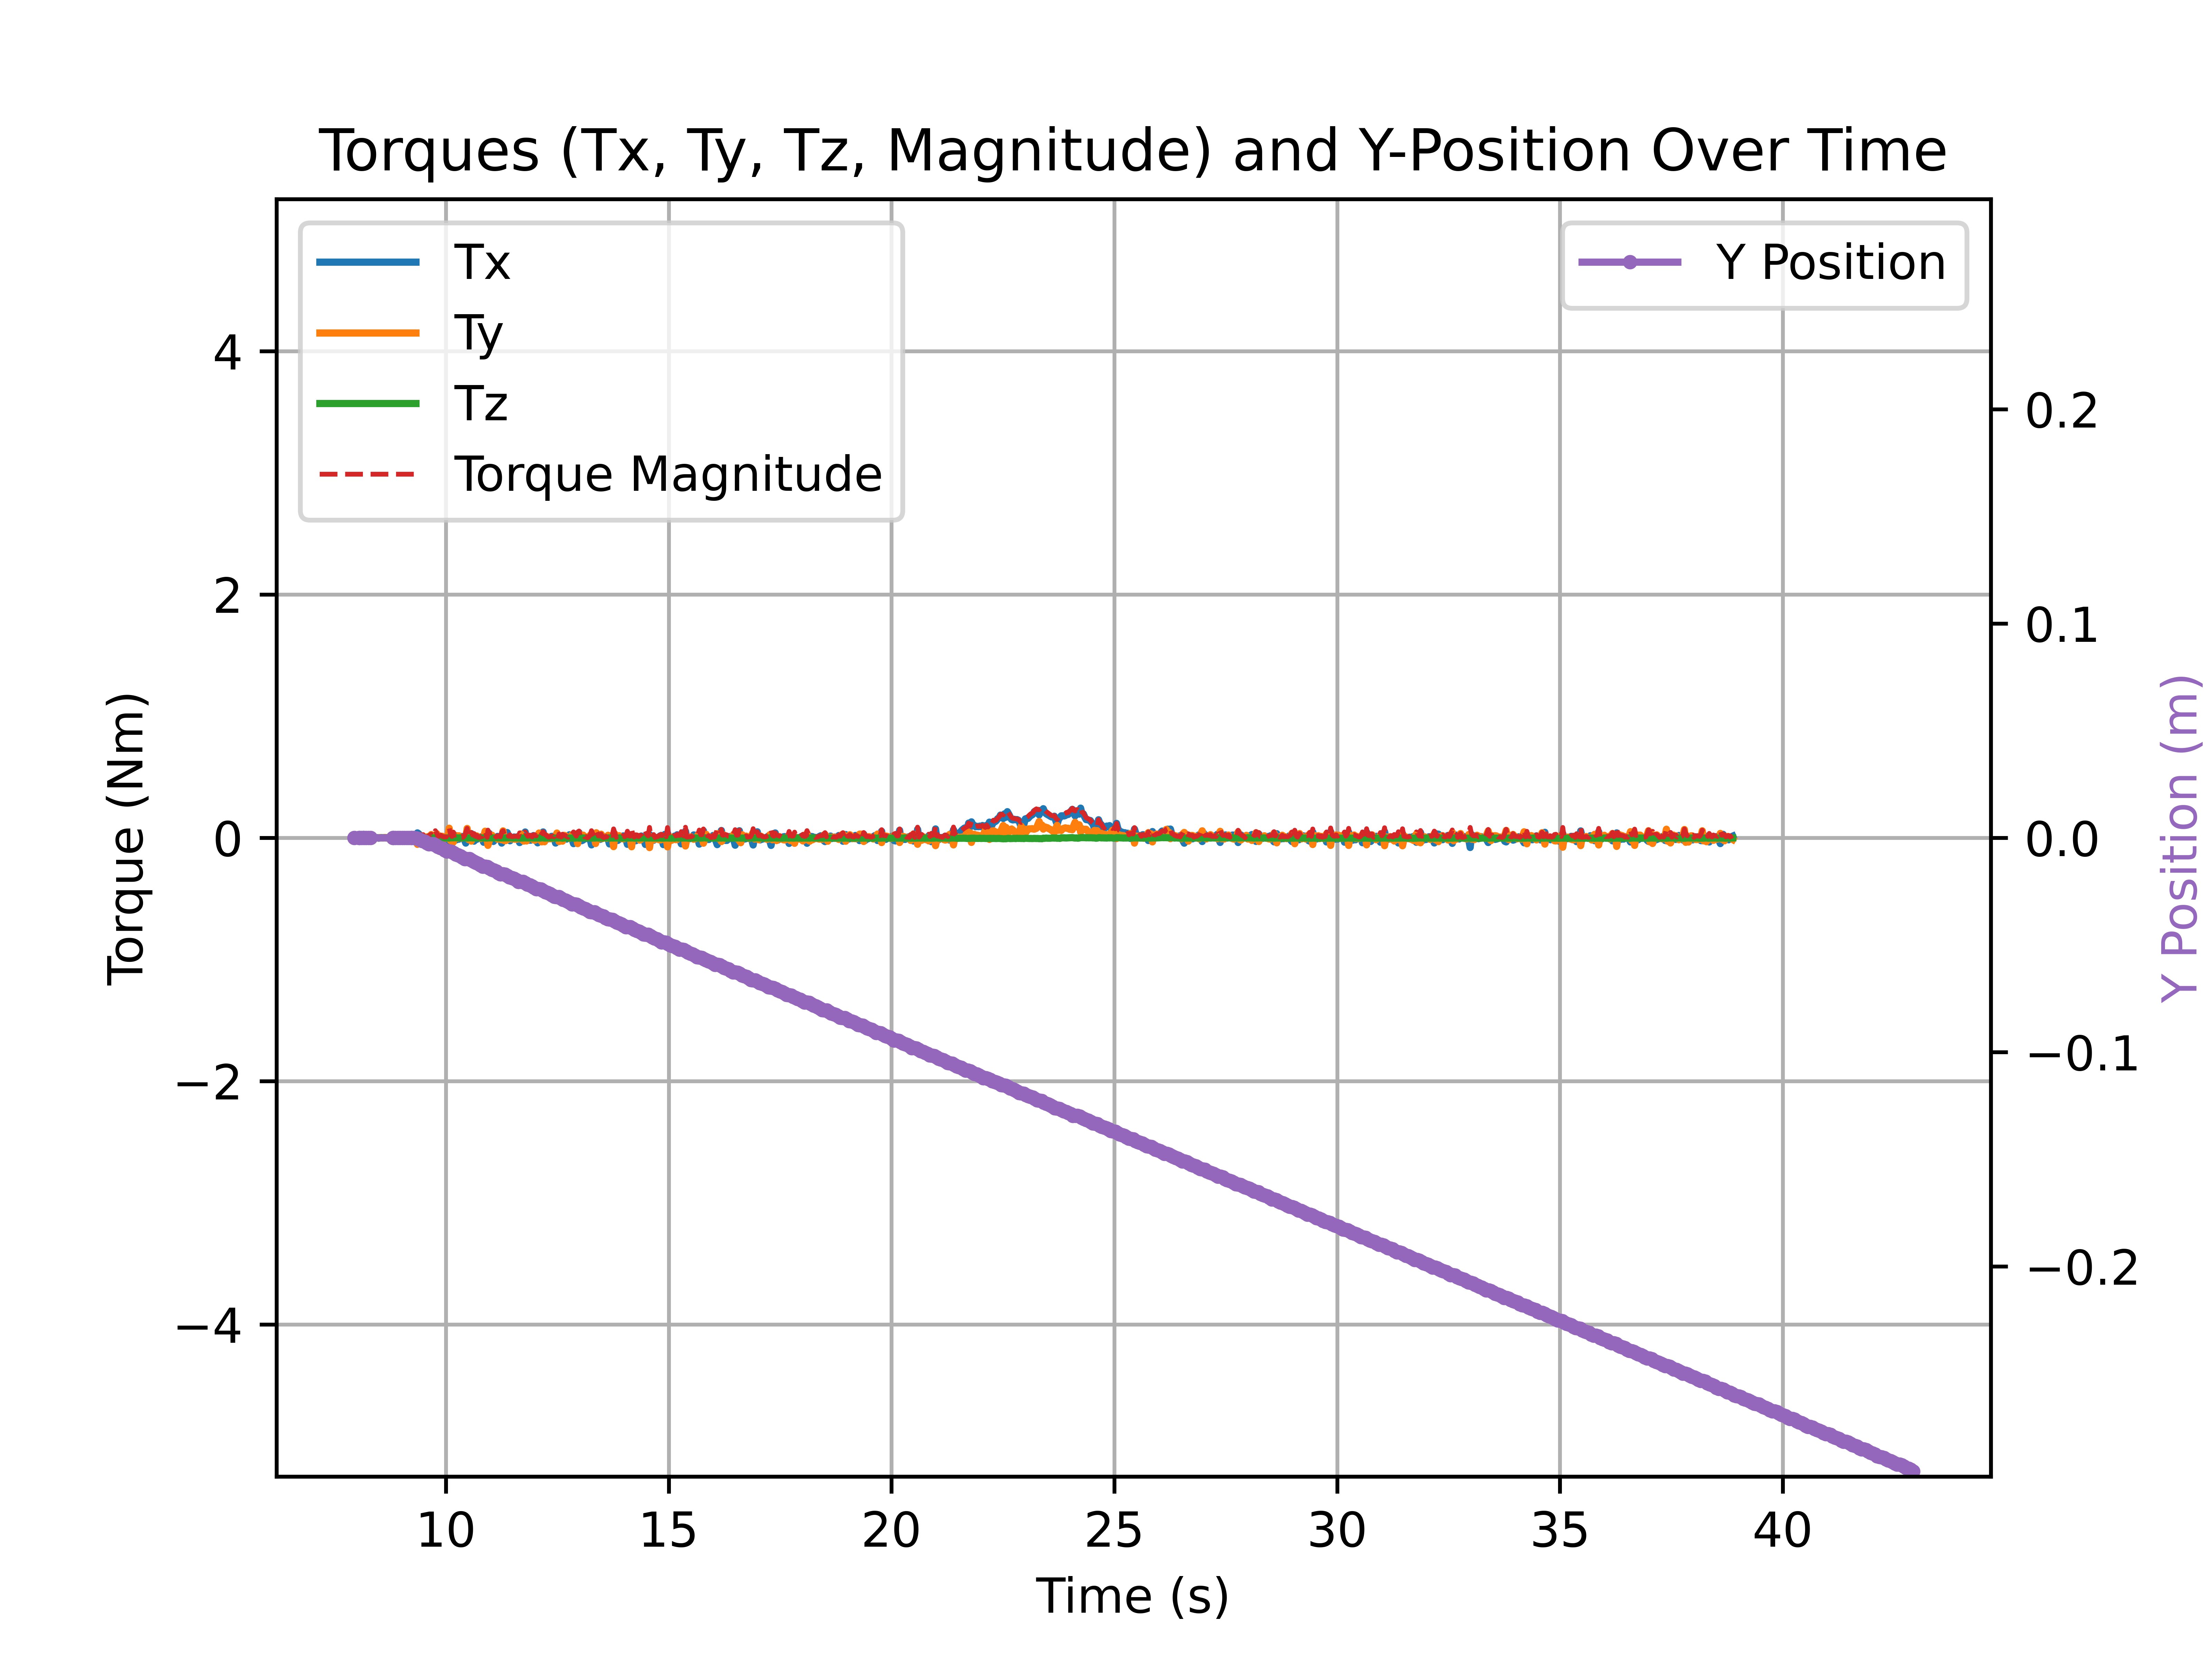 Torques (Tx, Ty, Tz, Magnitude) and Y-Position Over Time
Tx
Ty
Tz
Torque Magnitude
Y Position
4
2
0
−2
−4
Torque (Nm)
0.2
0.1
0.0
−0.1
−0.2
Y Position (m)
10 15 20 25 30 35 40
Time (s)